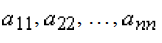 a₁₁, a₂₂, ..., aₙₙ